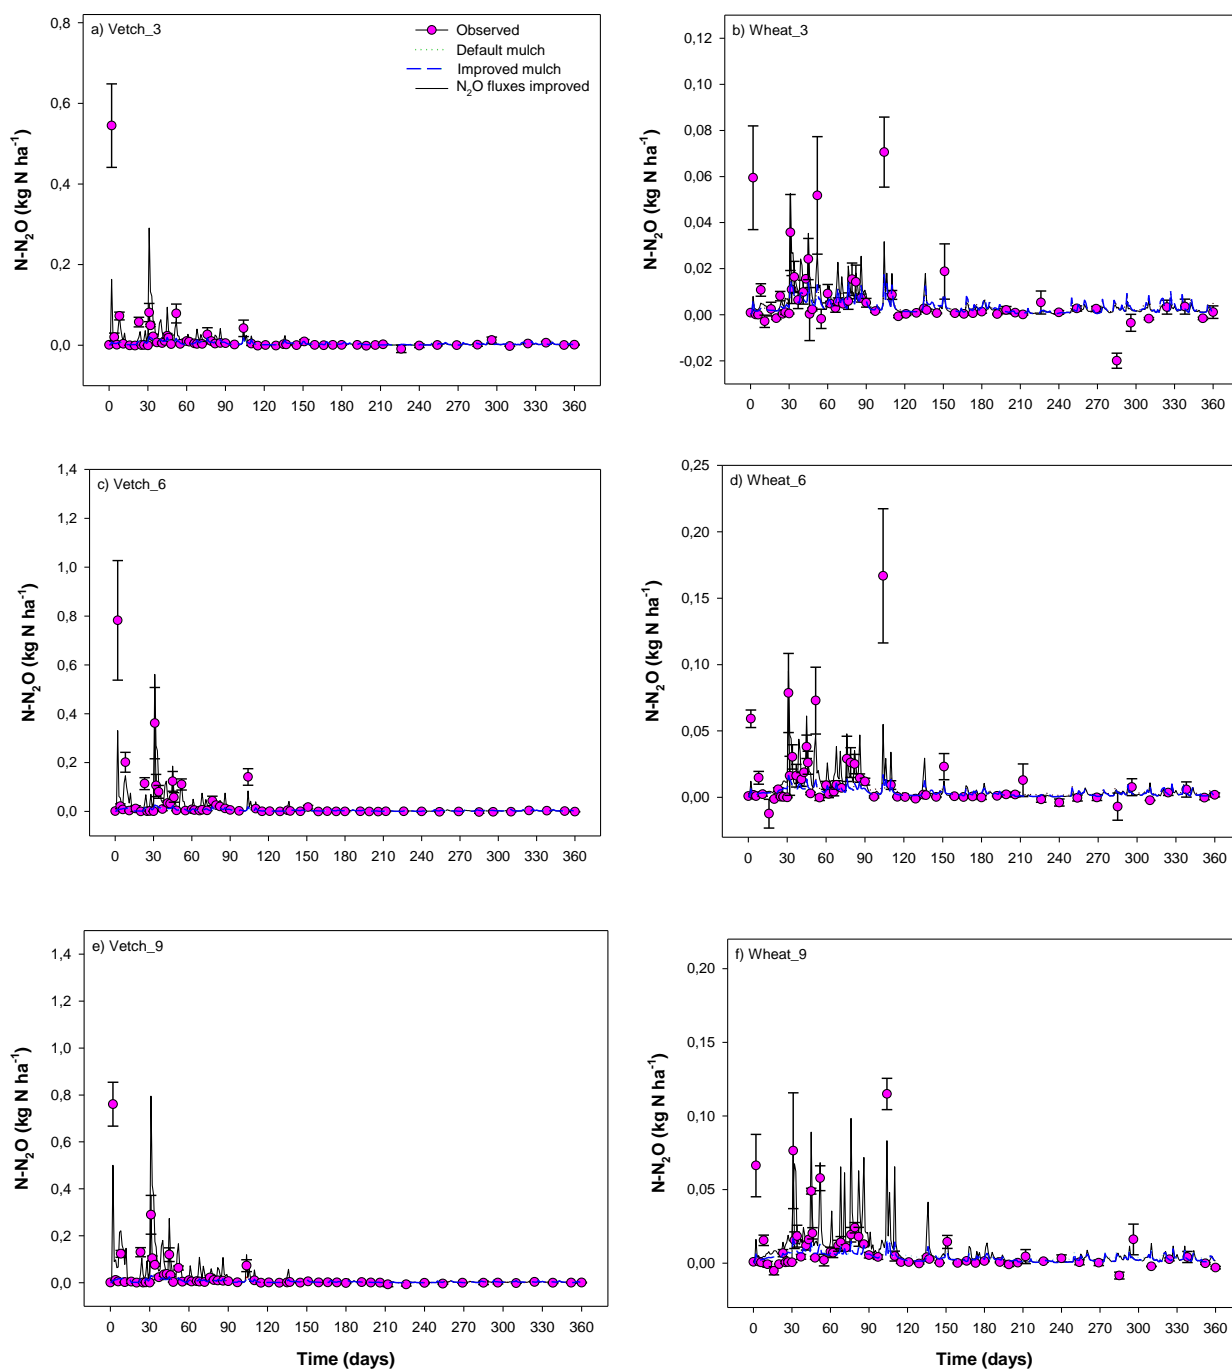 a) Vetch_3
Observed
Default mulch
Improved mulch
N₂O fluxes improved
N-N₂O (kg N ha⁻¹)
0,8
0,6
0,4
0,2
0,0
0 30 60 90 120 150 180 210 240 270 300 330 360
b) Wheat_3
N-N₂O (kg N ha⁻¹)
0,12
0,10
0,08
0,06
0,04
0,02
0,00
-0,02
0 30 60 90 120 150 180 210 240 270 300 330 360
c) Vetch_6
N-N₂O (kg N ha⁻¹)
1,4
1,2
1,0
0,8
0,6
0,4
0,2
0,0
0 30 60 90 120 150 180 210 240 270 300 330 360
d) Wheat_6
N-N₂O (kg N ha⁻¹)
0,25
0,20
0,15
0,10
0,05
0,00
0 30 60 90 120 150 180 210 240 270 300 330 360
e) Vetch_9
N-N₂O (kg N ha⁻¹)
1,4
1,2
1,0
0,8
0,6
0,4
0,2
0,0
0 30 60 90 120 150 180 210 240 270 300 330 360
Time (days)
f) Wheat_9
N-N₂O (kg N ha⁻¹)
0,20
0,15
0,10
0,05
0,00
0 30 60 90 120 150 180 210 240 270 300 330 360
Time (days)